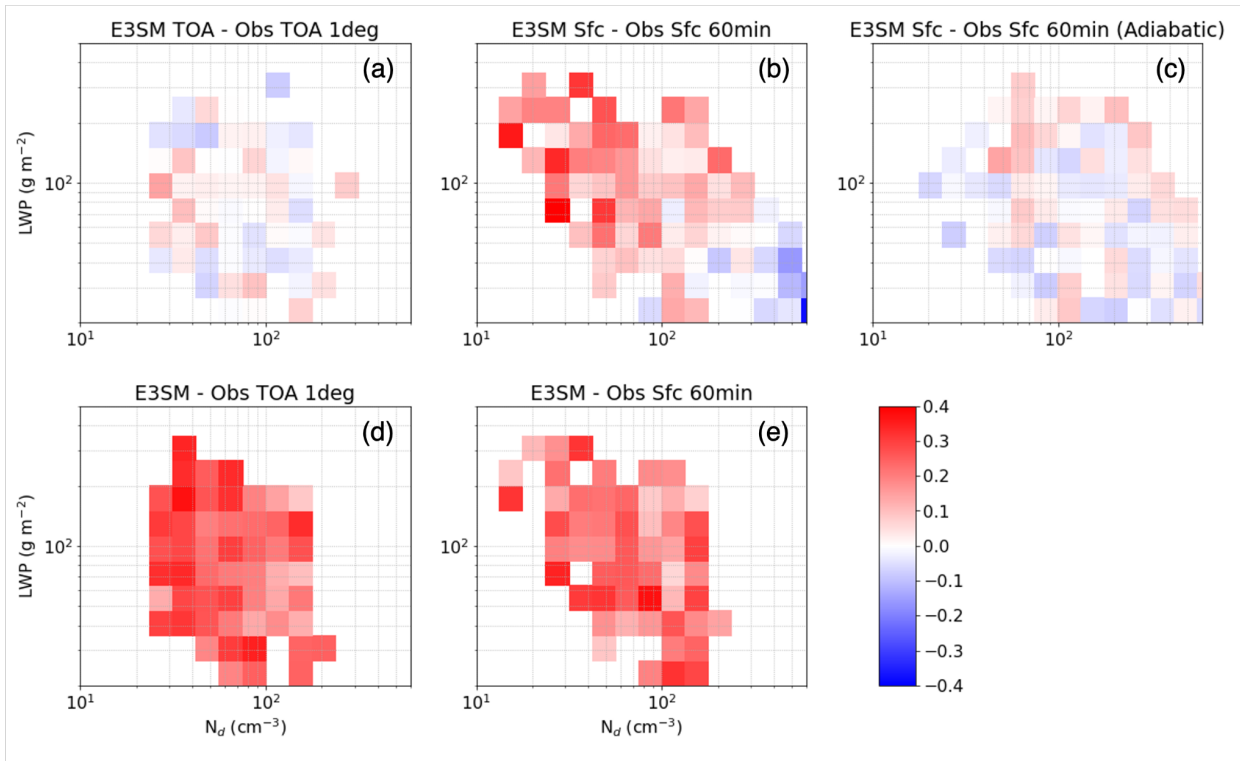 E3SM TOA - Obs TOA 1deg
E3SM Sfc - Obs Sfc 60min
E3SM Sfc - Obs Sfc 60min (Adiabatic)
(a)
(b)
(c)
LWP (g m⁻²)
10²
10²
10²
10¹
10²
10¹
10²
10¹
10²
E3SM - Obs TOA 1deg
E3SM - Obs Sfc 60min
(d)
(e)
LWP (g m⁻²)
10²
10²
10¹
10²
10¹
10²
N_d (cm⁻³)
N_d (cm⁻³)
0.4
0.3
0.2
0.1
0.0
−0.1
−0.2
−0.3
−0.4